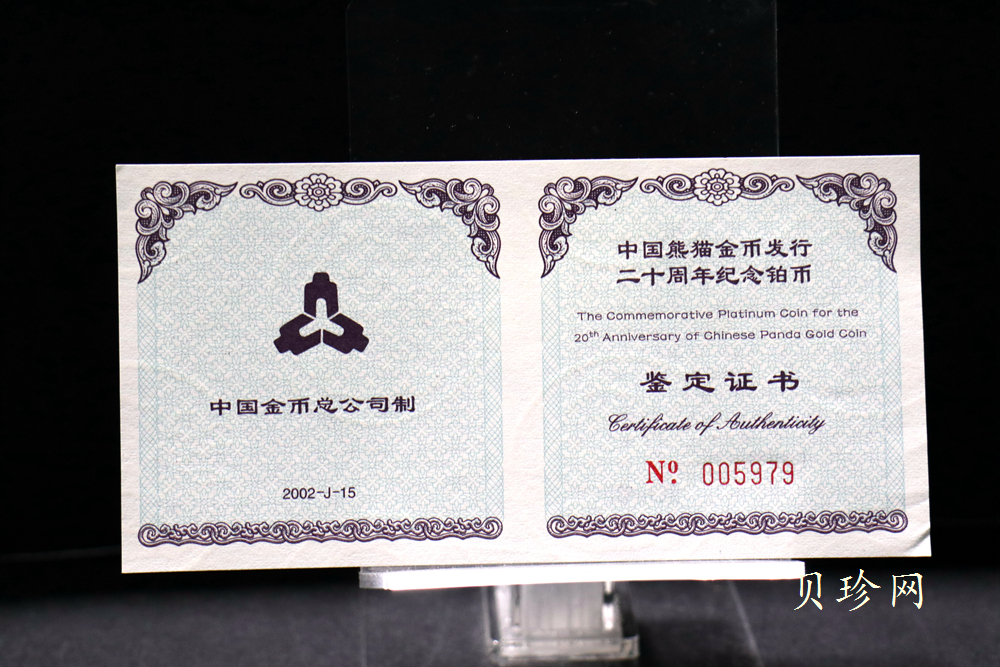 中国金币总公司制
2002-J-15
中国熊猫金币发行
二十周年纪念铂币
The Commemorative Platinum Coin for the
20th Anniversary of Chinese Panda Gold Coin
鉴定证书
Certificate of Authenticity
Nº. 005979
贝珍网